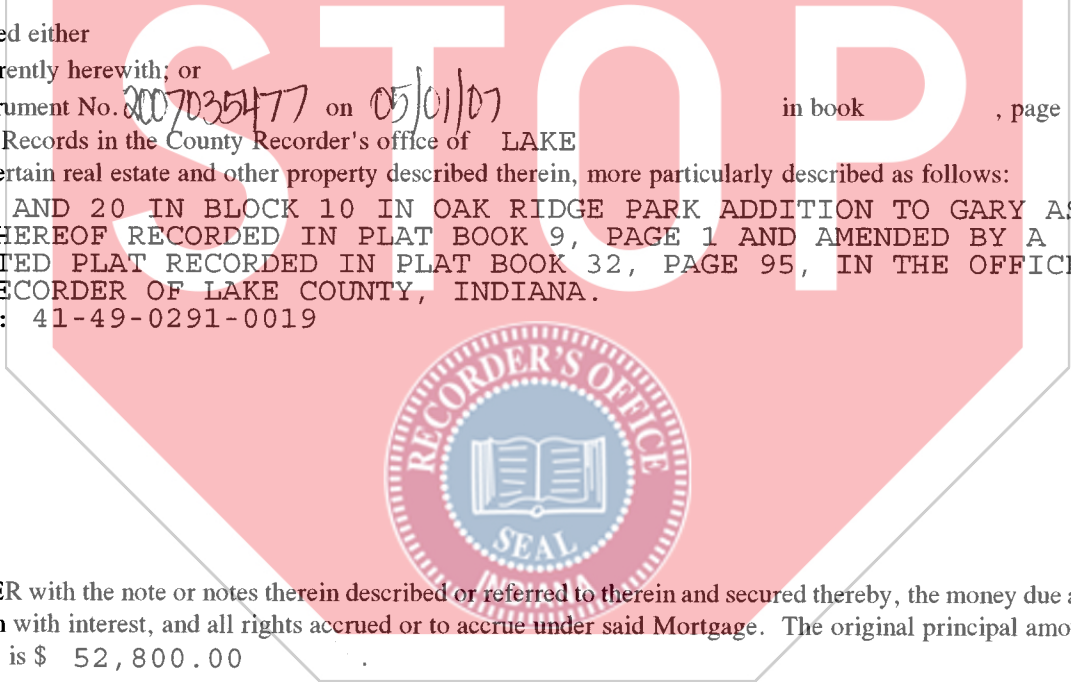 STOP
ed either
rently herewith; or
ument No. 2007035477 on 05/01/07 in book , page
Records in the County Recorder's office of LAKE
ertain real estate and other property described therein, more particularly described as follows:
AND 20 IN BLOCK 10 IN OAK RIDGE PARK ADDITION TO GARY AS
HEREOF RECORDED IN PLAT BOOK 9, PAGE 1 AND AMENDED BY A
TED PLAT RECORDED IN PLAT BOOK 32, PAGE 95, IN THE OFFIC
ECORDER OF LAKE COUNTY, INDIANA.
: 41-49-0291-0019
RECORDER'S OFFICE
SEAL
INDIANA
ER with the note or notes therein described or referred to therein and secured thereby, the money due a
n with interest, and all rights accrued or to accrue under said Mortgage. The original principal amo
is $ 52,800.00 .